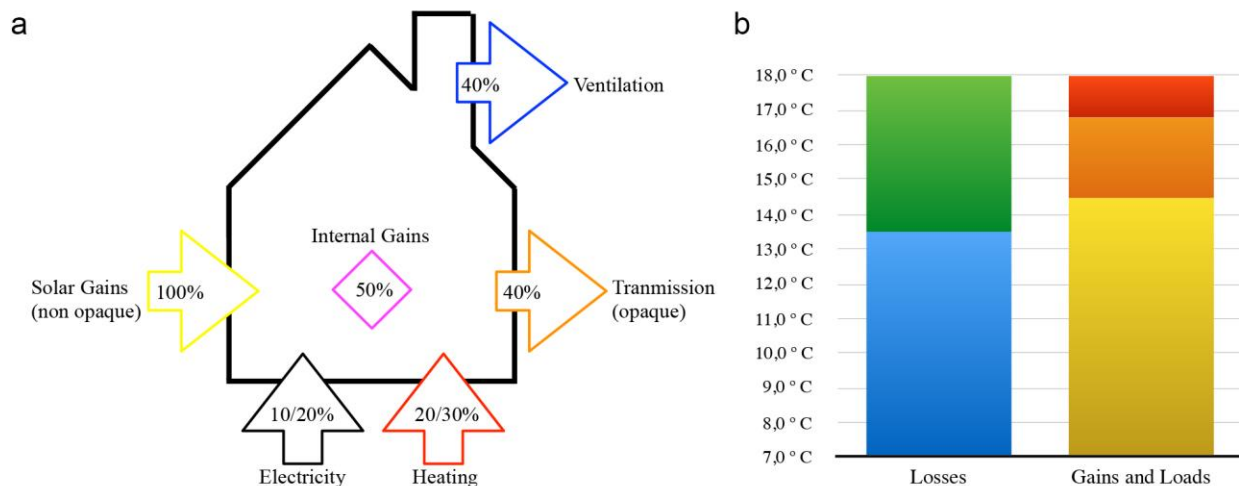 a
40%
Ventilation
Internal Gains
Solar Gains
(non opaque)
100%
50%
40%
Tranmission
(opaque)
10/20%
20/30%
Electricity
Heating
b
18,0 ° C
17,0 ° C
16,0 ° C
15,0 ° C
14,0 ° C
13,0 ° C
12,0 ° C
11,0 ° C
10,0 ° C
9,0 ° C
8,0 ° C
7,0 ° C
Losses
Gains and Loads